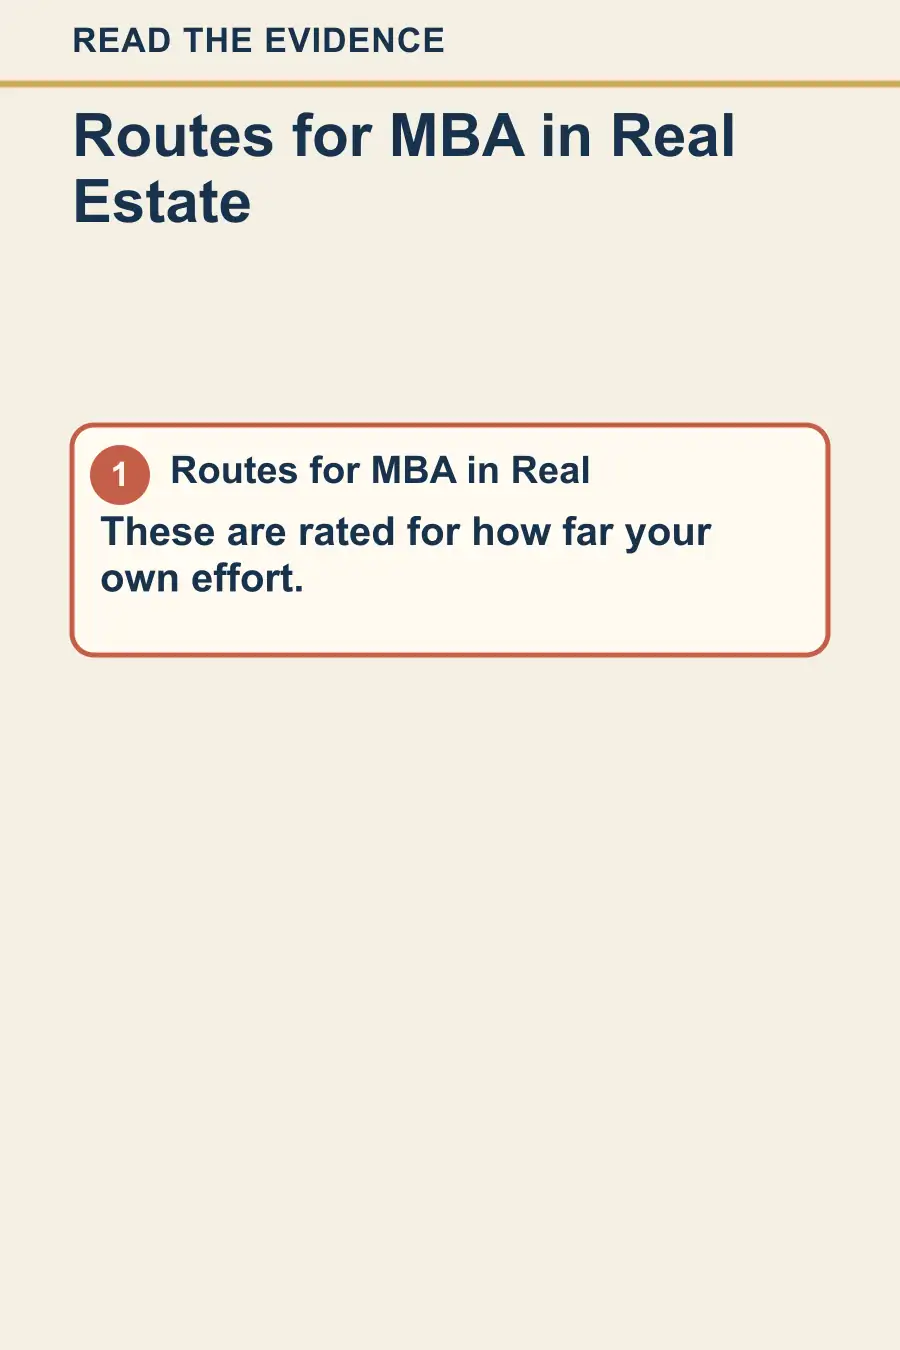 READ THE EVIDENCE
Routes for MBA in Real
Estate
1 Routes for MBA in Real
These are rated for how far your
own effort.